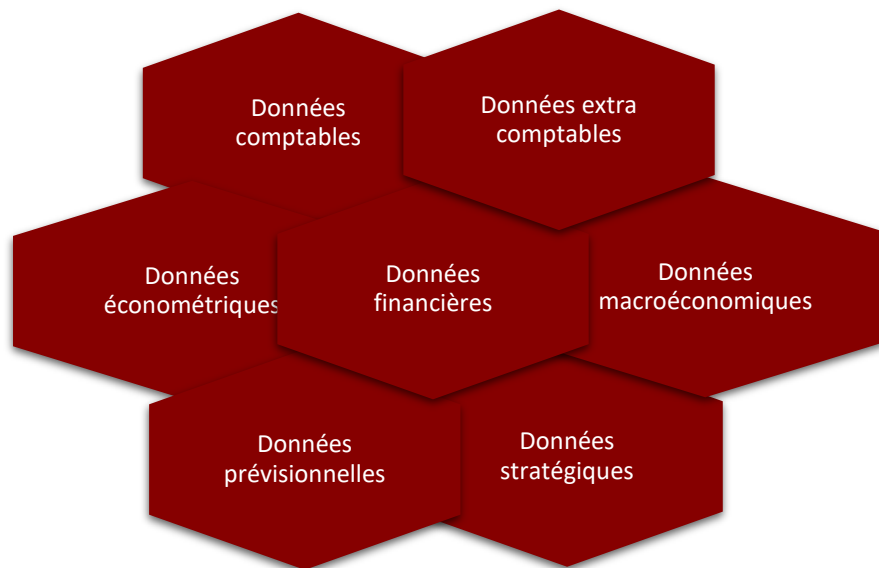 Données
comptables
Données extra
comptables
Données
économétriques
Données
financières
Données
macroéconomiques
Données
prévisionnelles
Données
stratégiques